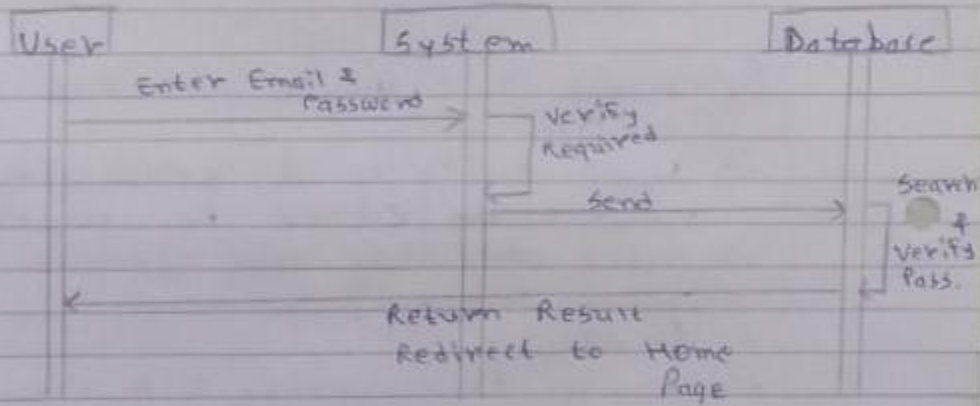 User
System
Database
Enter Email &
Password
Verify
Required
Send
Search
&
Verify
Pass.
Return Result
Redirect to Home
Page